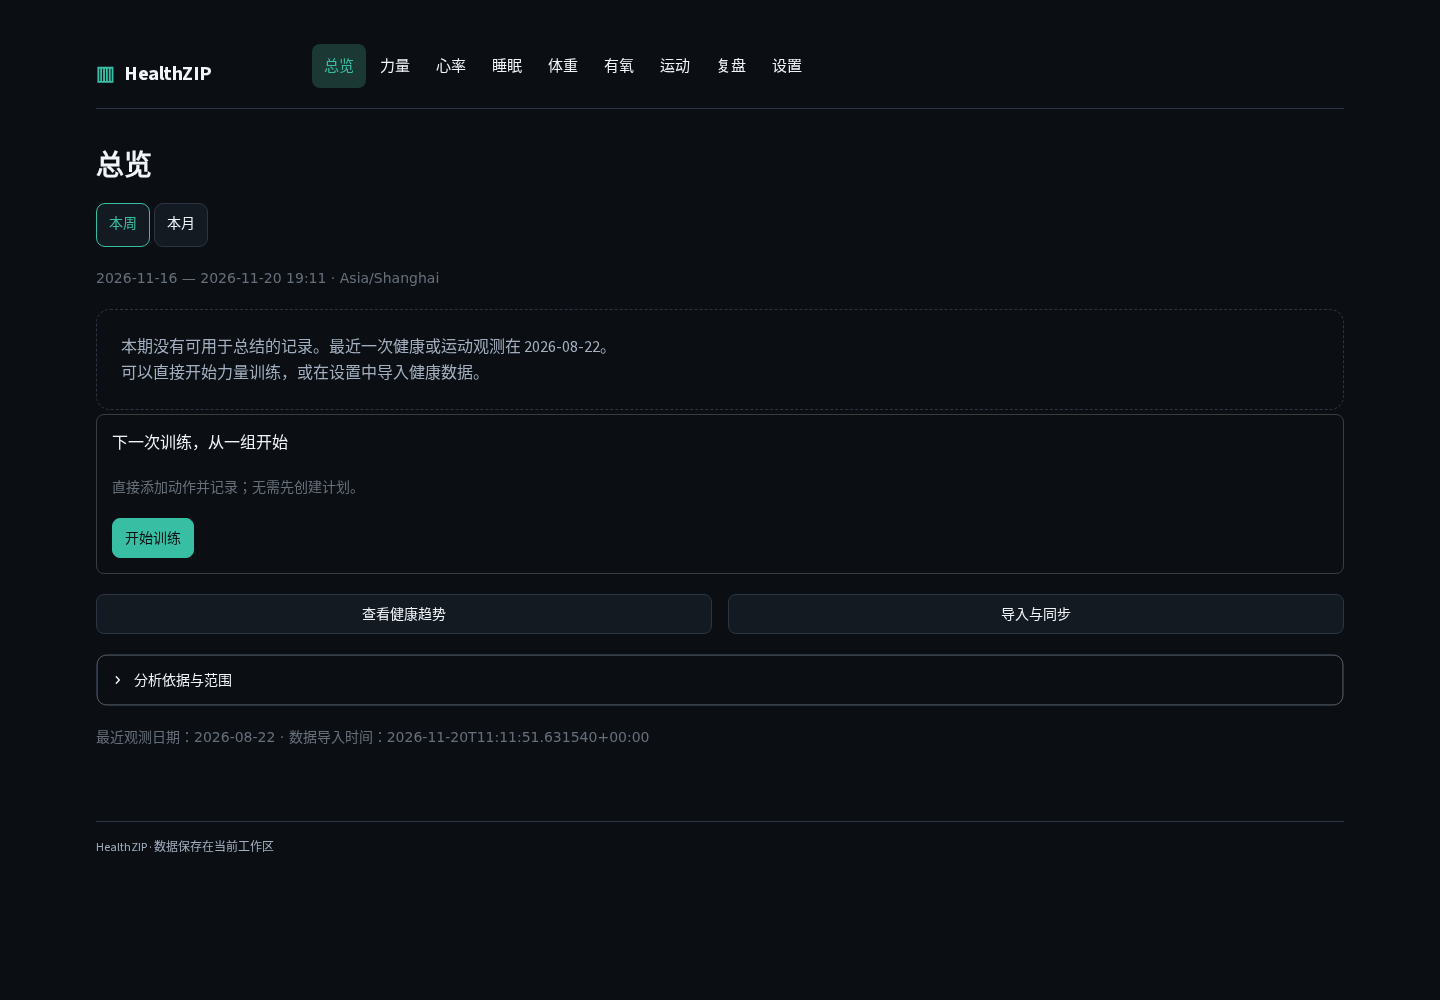 HealthZIP
总览 力量 心率 睡眠 体重 有氧 运动 复盘 设置
总览
本周 本月
2026-11-16 — 2026-11-20 19:11 · Asia/Shanghai
本期没有可用于总结的记录。最近一次健康或运动观测在 2026-08-22。
可以直接开始力量训练，或在设置中导入健康数据。
下一次训练，从一组开始
直接添加动作并记录；无需先创建计划。
开始训练
查看健康趋势 导入与同步
分析依据与范围
最近观测日期：2026-08-22 · 数据导入时间：2026-11-20T11:11:51.631540+00:00
HealthZIP · 数据保存在当前工作区